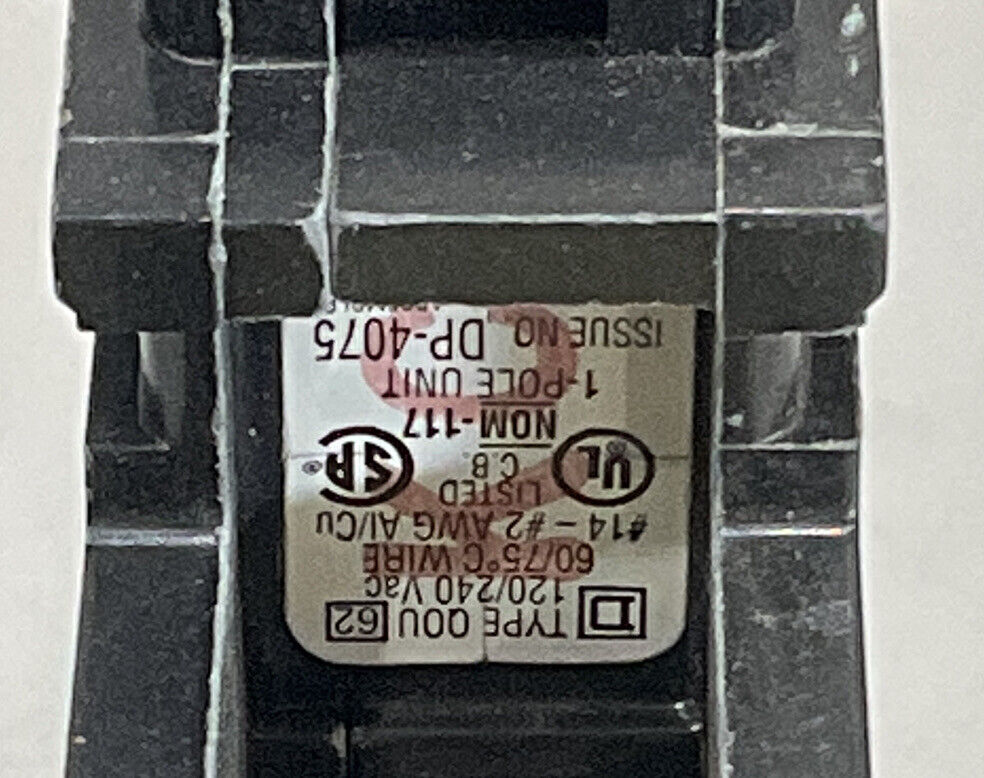 D TYPE QOU 62
120/240 Vac
60/75°C WIRE
#14 - #2 AWG Al/Cu
LISTED
UL C.B. SA ®
NOM-117
1-POLE UNIT
ISSUE NO. DP-4075